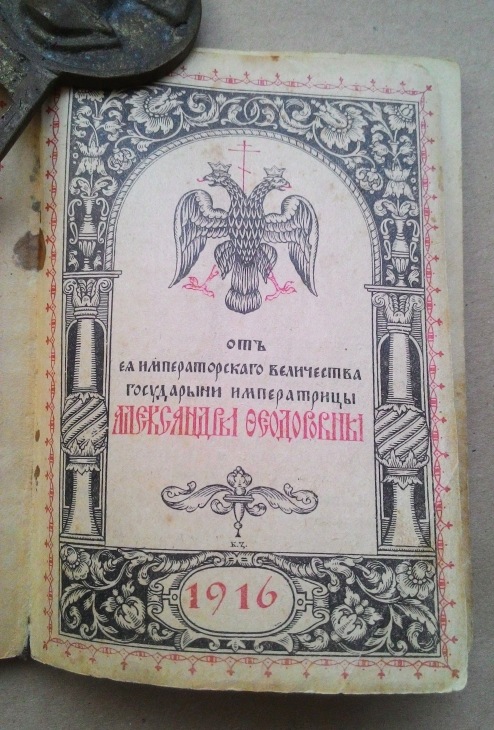 отъ
ея императорскаго величества
государыни императрицы
Александры Ѳеодоровны
к.ч.
1916